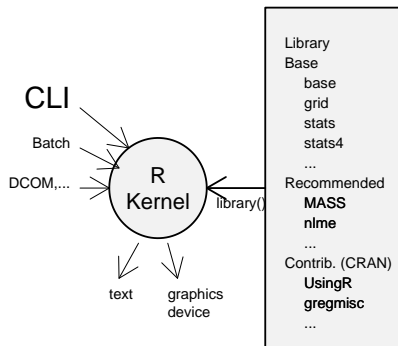 CLI
Batch
DCOM,...
R
Kernel
library()
text
graphics
device
Library
Base
base
grid
stats
stats4
...
Recommended
MASS
nlme
...
Contrib. (CRAN)
UsingR
gregmisc
...